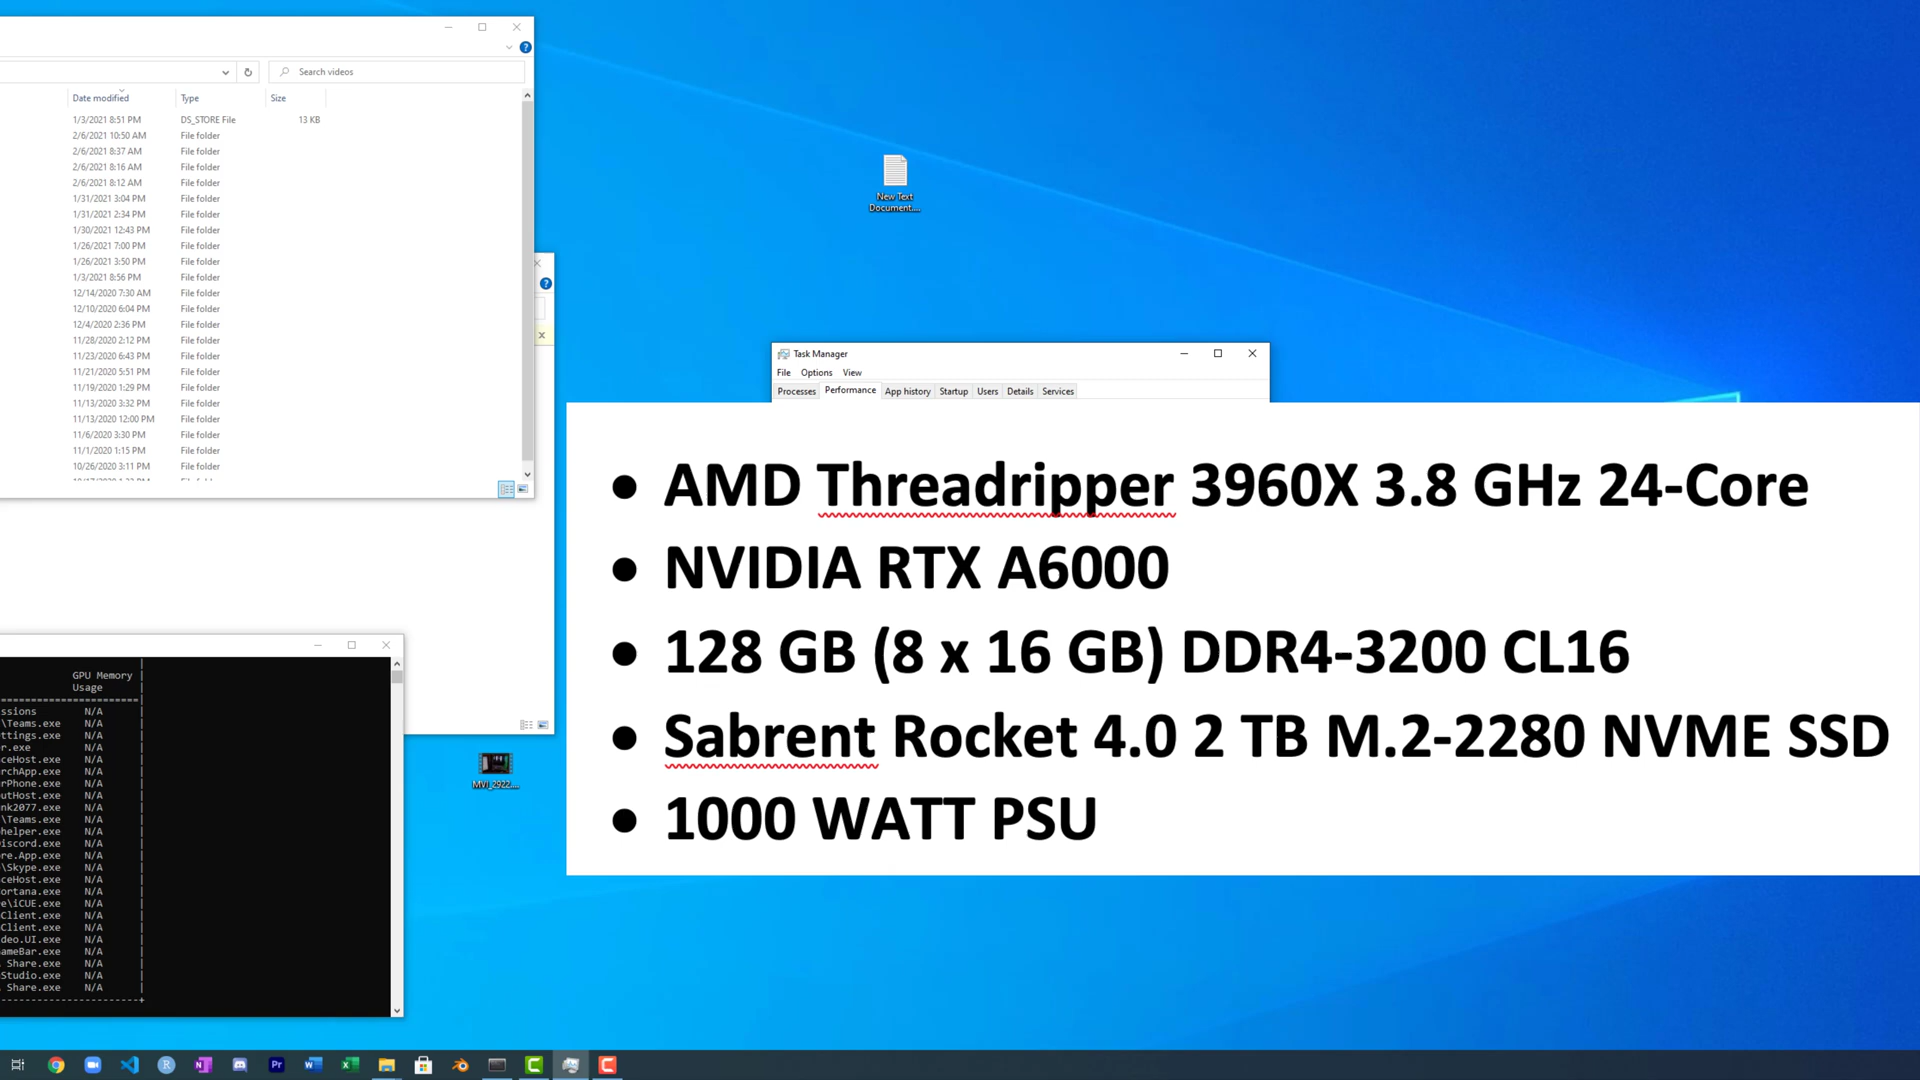 Search videos
Date modified Type Size
1/3/2021 8:51 PM DS_STORE File 13 KB
2/6/2021 10:50 AM File folder
2/6/2021 8:37 AM File folder
2/6/2021 8:16 AM File folder
2/6/2021 8:12 AM File folder
1/31/2021 3:04 PM File folder
1/31/2021 2:34 PM File folder
1/30/2021 12:43 PM File folder
1/26/2021 7:00 PM File folder
1/26/2021 3:50 PM File folder
1/3/2021 8:56 PM File folder
12/14/2020 7:30 AM File folder
12/10/2020 6:04 PM File folder
12/4/2020 2:36 PM File folder
11/28/2020 2:12 PM File folder
11/23/2020 6:43 PM File folder
11/21/2020 5:51 PM File folder
11/19/2020 1:29 PM File folder
11/13/2020 3:32 PM File folder
11/13/2020 12:00 PM File folder
11/6/2020 3:30 PM File folder
11/1/2020 1:15 PM File folder
10/26/2020 3:11 PM File folder
New Text
Document....
Task Manager
File Options View
Processes Performance App history Startup Users Details Services
• AMD Threadripper 3960X 3.8 GHz 24-Core
• NVIDIA RTX A6000
• 128 GB (8 x 16 GB) DDR4-3200 CL16
• Sabrent Rocket 4.0 2 TB M.2-2280 NVME SSD
• 1000 WATT PSU
GPU Memory
Usage
ssions N/A
\Teams.exe N/A
ttings.exe N/A
r.exe N/A
ceHost.exe N/A
rchApp.exe N/A
rPhone.exe N/A
utHost.exe N/A
nk2077.exe N/A
\Teams.exe N/A
helper.exe N/A
iscord.exe N/A
re.App.exe N/A
\Skype.exe N/A
ceHost.exe N/A
ortana.exe N/A
e\iCUE.exe N/A
Client.exe N/A
Client.exe N/A
deo.UI.exe N/A
ameBar.exe N/A
Share.exe N/A
Studio.exe N/A
Share.exe N/A
MVI_2922....